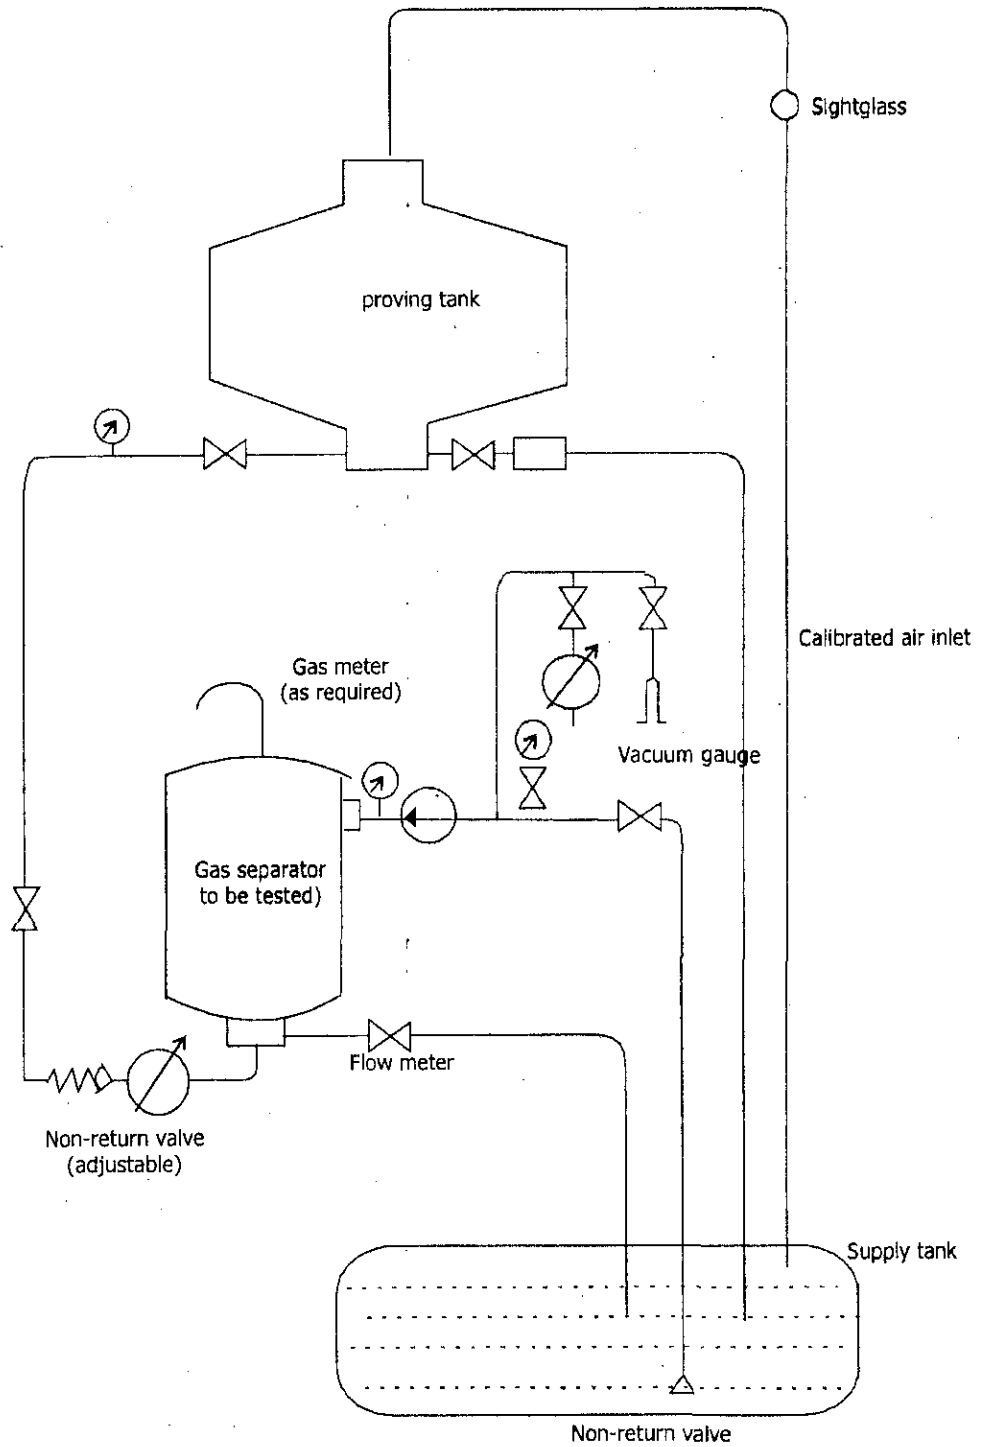 Sightglass
proving tank
Calibrated air inlet
Gas meter
(as required)
Vacuum gauge
Gas separator
to be tested)
Flow meter
Non-return valve
(adjustable)
Supply tank
Non-return valve